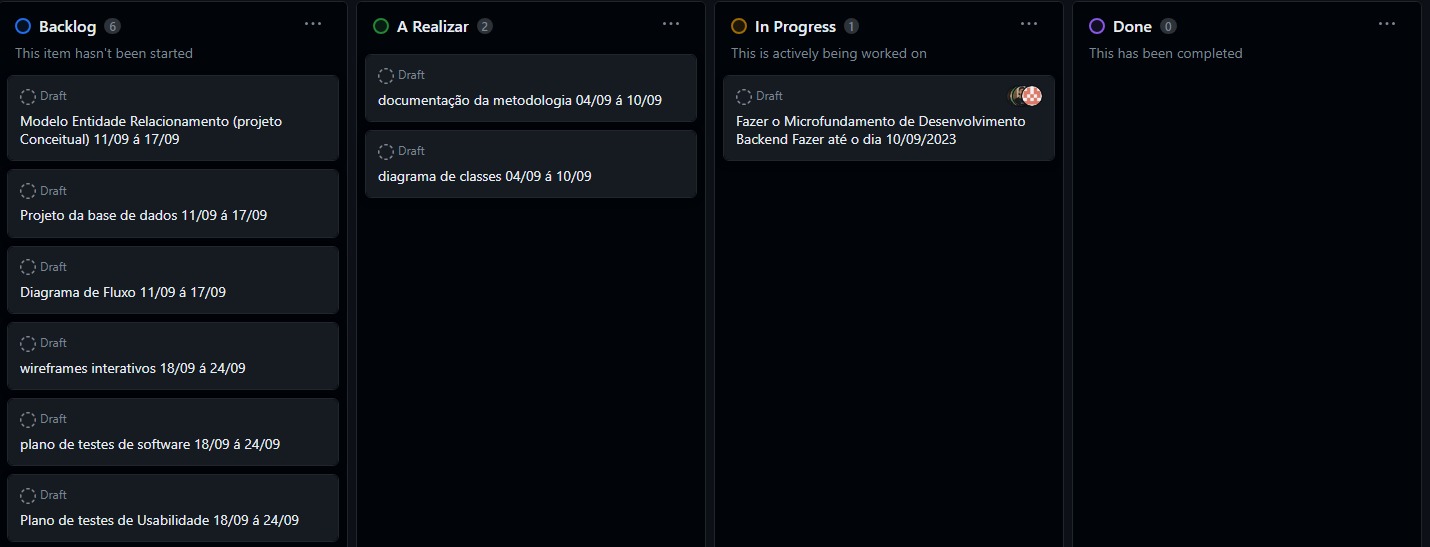 Backlog 6
This item hasn't been started
Draft
Modelo Entidade Relacionamento (projeto
Conceitual) 11/09 á 17/09
Draft
Projeto da base de dados 11/09 á 17/09
Draft
Diagrama de Fluxo 11/09 á 17/09
Draft
wireframes interativos 18/09 á 24/09
Draft
plano de testes de software 18/09 á 24/09
Draft
Plano de testes de Usabilidade 18/09 á 24/09
A Realizar 2
Draft
documentação da metodologia 04/09 á 10/09
Draft
diagrama de classes 04/09 á 10/09
In Progress 1
This is actively being worked on
Draft
Fazer o Microfundamento de Desenvolvimento
Backend Fazer até o dia 10/09/2023
Done 0
This has been completed